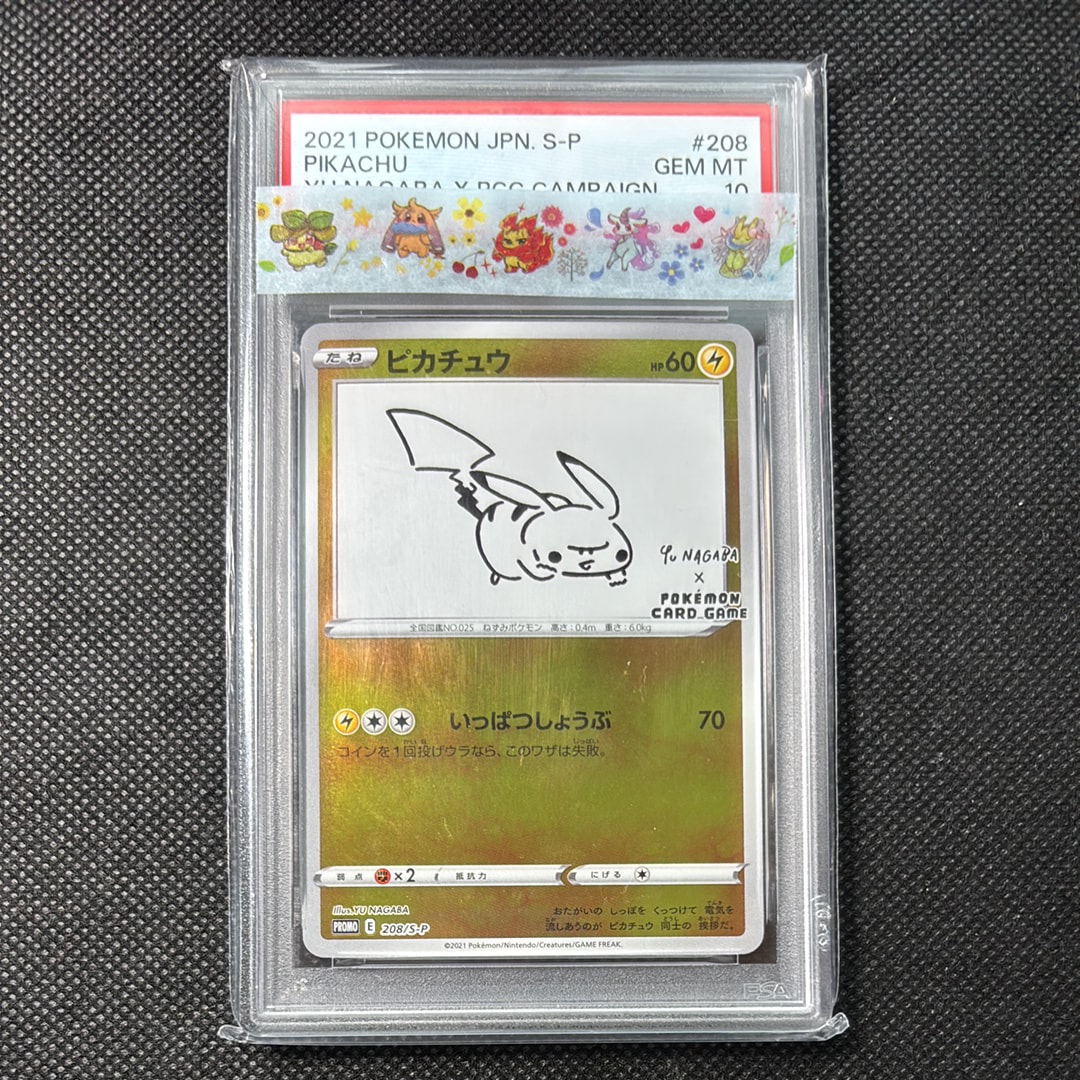 2021 POKEMON JPN. S-P #208
PIKACHU GEM MT
YU NAGABA X PCG CAMPAIGN 10
たね ピカチュウ HP60
Yu NAGABA
×
POKÉMON
CARD GAME
全国図鑑NO.025 ねずみポケモン 高さ:0.4m 重さ:6.0kg
いっぱつしょうぶ 70
コインを1回投げウラなら、このワザは失敗。
弱点 ×2 抵抗力 にげる
illus.YU NAGABA
おたがいの しっぽを くっつけて 電気を
流しあうのが ピカチュウ 同士の 挨拶だ。
PROMO E 208/S-P
©2021 Pokémon/Nintendo/Creatures/GAME FREAK.
PSA